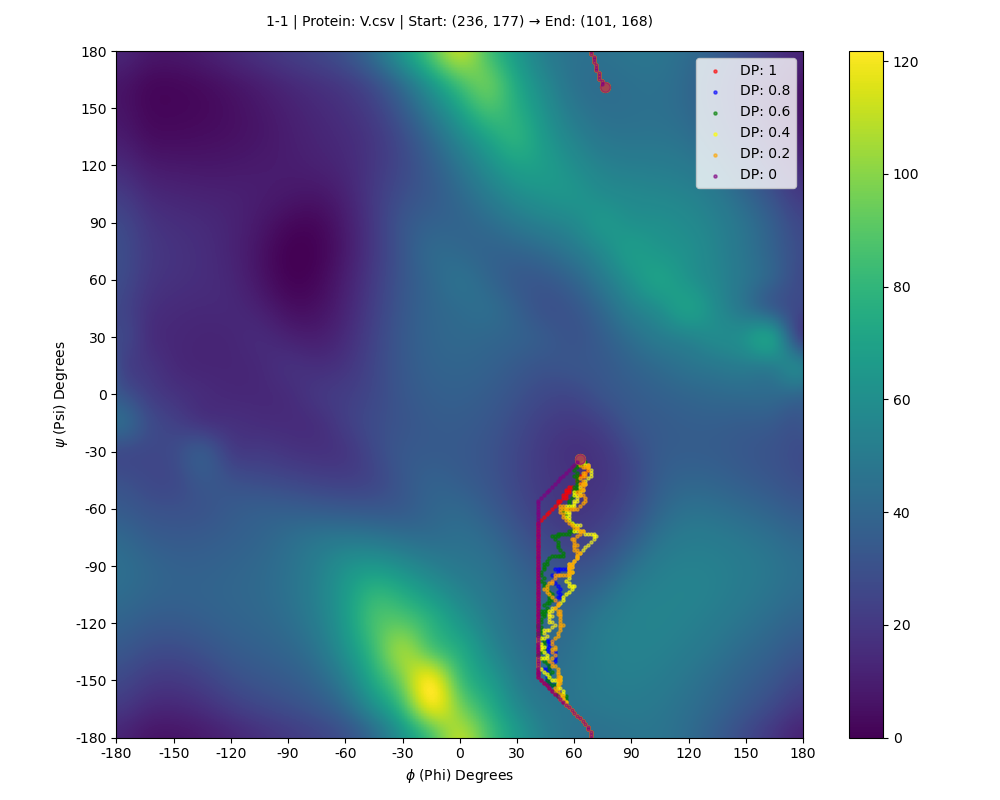 1-1 | Protein: V.csv | Start: (236, 177) → End: (101, 168)
180
150
120
90
60
30
0
-30
-60
-90
-120
-150
-180
ψ (Psi) Degrees
-180 -150 -120 -90 -60 -30 0 30 60 90 120 150 180
ϕ (Phi) Degrees
DP: 1
DP: 0.8
DP: 0.6
DP: 0.4
DP: 0.2
DP: 0
120
100
80
60
40
20
0